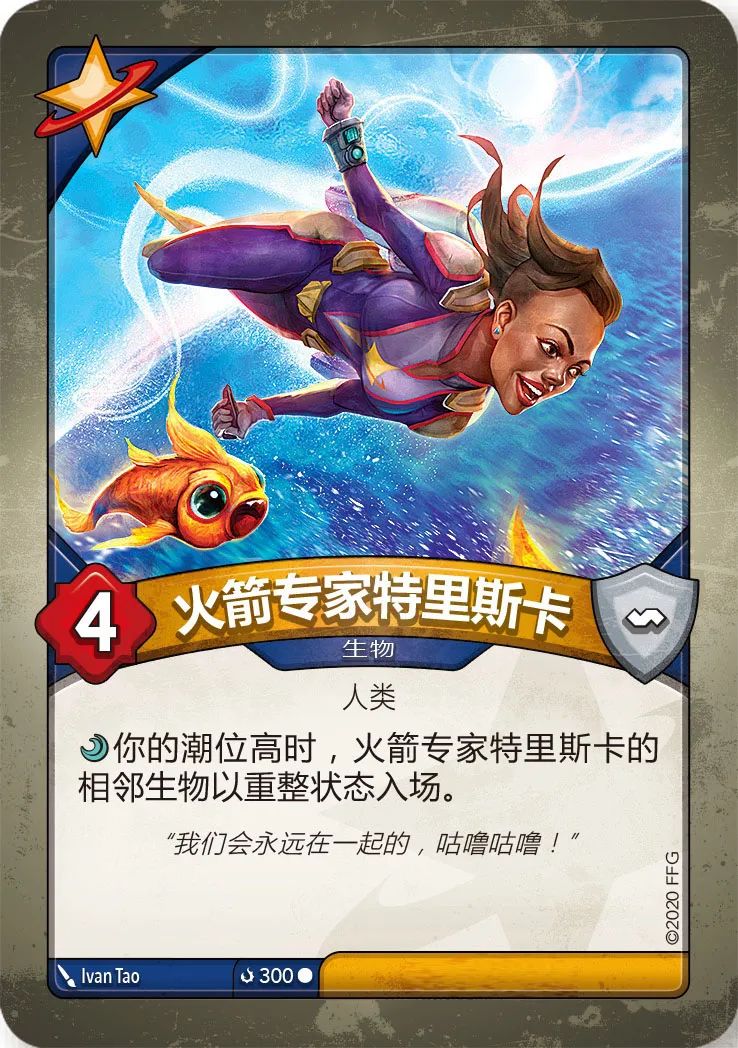 4
火箭专家特里斯卡
生物
人类
你的潮位高时，火箭专家特里斯卡的
相邻生物以重整状态入场。
“我们会永远在一起的，咕噜咕噜！”
©2020 FFG
Ivan Tao
300